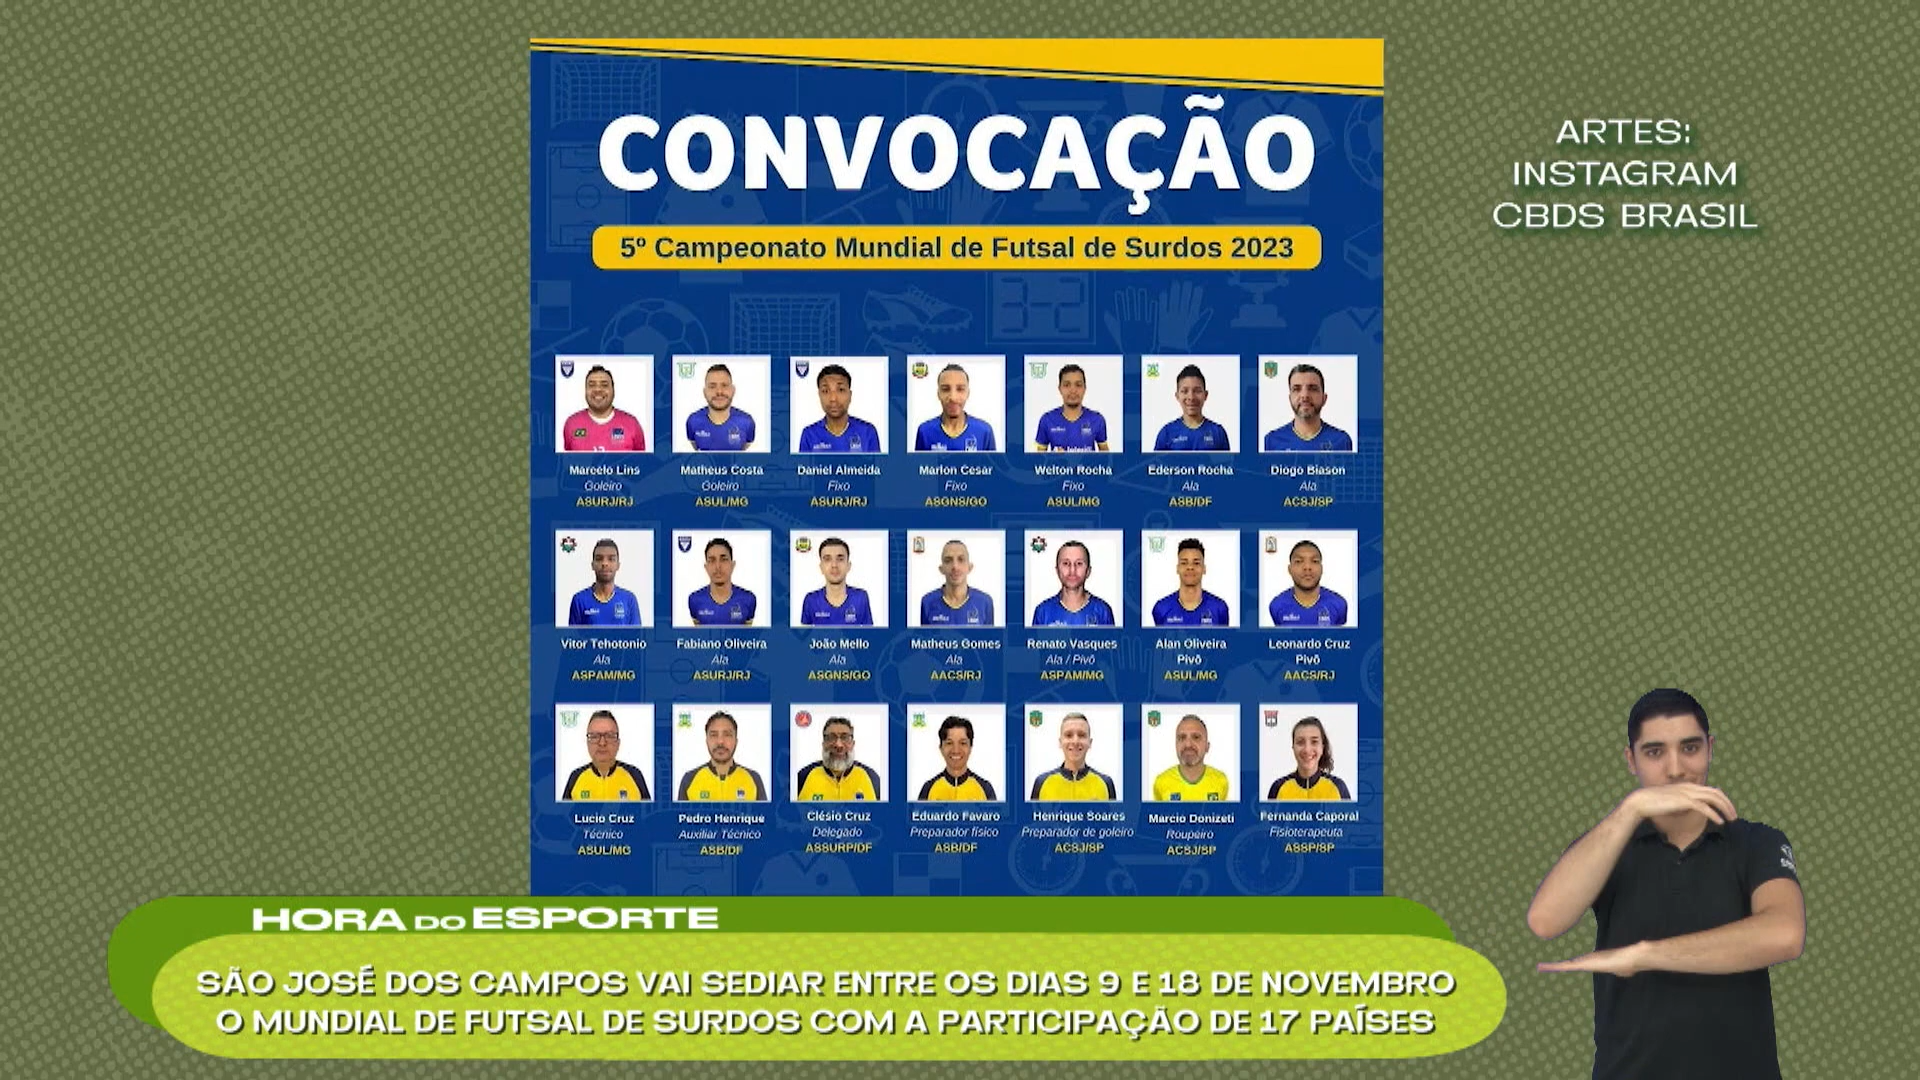 CONVOCAÇÃO
5º Campeonato Mundial de Futsal de Surdos 2023
ARTES:
INSTAGRAM
CBDS BRASIL
Marcelo Lins
Goleiro
ASURJ/RJ
Matheus Costa
Goleiro
ASUL/MG
Daniel Almeida
Fixo
ASURJ/RJ
Marlon Cesar
Fixo
ASGNS/GO
Welton Rocha
Fixo
ASUL/MG
Ederson Rocha
Ala
ASB/DF
Diogo Biason
Ala
ACSJ/SP
Vitor Tehotonio
Ala
ASPAM/MG
Fabiano Oliveira
Ala
ASURJ/RJ
João Mello
Ala
ASGNS/GO
Matheus Gomes
Ala
AACS/RJ
Renato Vasques
Ala / Pivô
ASPAM/MG
Alan Oliveira
Pivô
ASUL/MG
Leonardo Cruz
Pivô
AACS/RJ
Lucio Cruz
Técnico
ASUL/MG
Pedro Henrique
Auxiliar Técnico
ASB/DF
Clésio Cruz
Delegado
ASSURP/DF
Eduardo Favaro
Preparador físico
ASB/DF
Henrique Soares
Preparador de goleiro
ACSJ/SP
Marcio Donizeti
Roupeiro
ACSJ/SP
Fernanda Caporal
Fisioterapeuta
ASSP/SP
HORA DO ESPORTE
SÃO JOSÉ DOS CAMPOS VAI SEDIAR ENTRE OS DIAS 9 E 18 DE NOVEMBRO
O MUNDIAL DE FUTSAL DE SURDOS COM A PARTICIPAÇÃO DE 17 PAÍSES